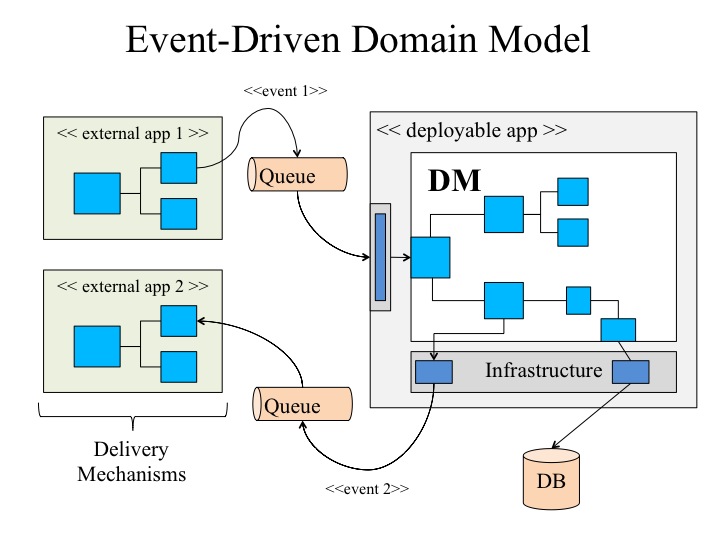 Event-Driven Domain Model
<<event 1>>
<< external app 1 >>
<< deployable app >>
Queue
DM
<< external app 2 >>
Infrastructure
Queue
Delivery
Mechanisms
DB
<<event 2>>